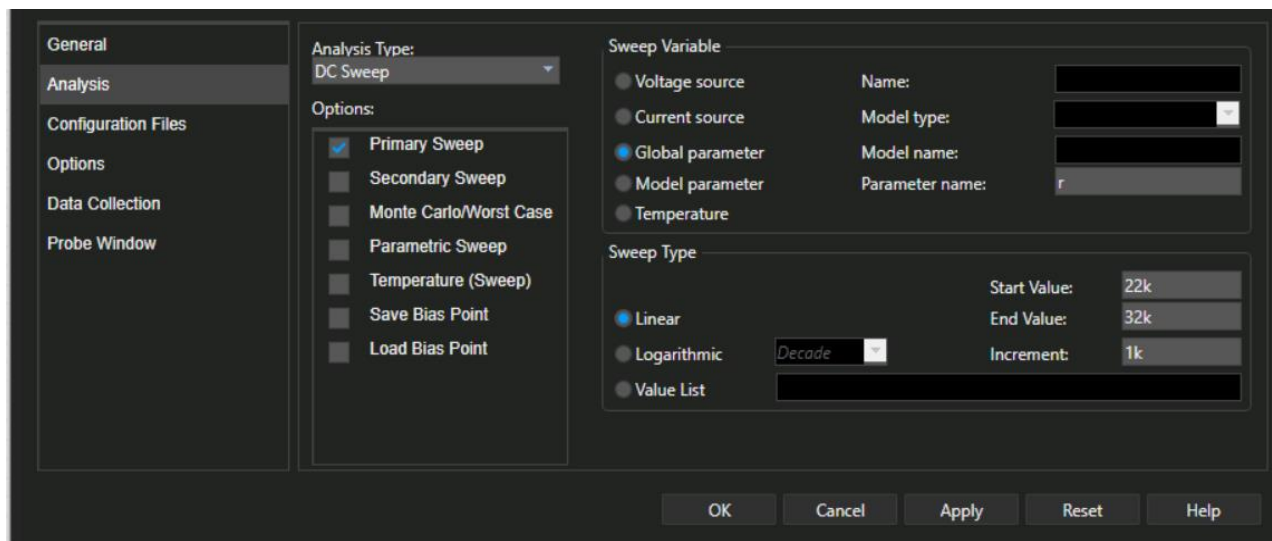 General
Analysis
Configuration Files
Options
Data Collection
Probe Window
Analysis Type:
DC Sweep
Options:
Primary Sweep
Secondary Sweep
Monte Carlo/Worst Case
Parametric Sweep
Temperature (Sweep)
Save Bias Point
Load Bias Point
Sweep Variable
Voltage source Name:
Current source Model type:
Global parameter Model name:
Model parameter Parameter name: r
Temperature
Sweep Type
Start Value: 22k
Linear End Value: 32k
Logarithmic Decade Increment: 1k
Value List
OK Cancel Apply Reset Help